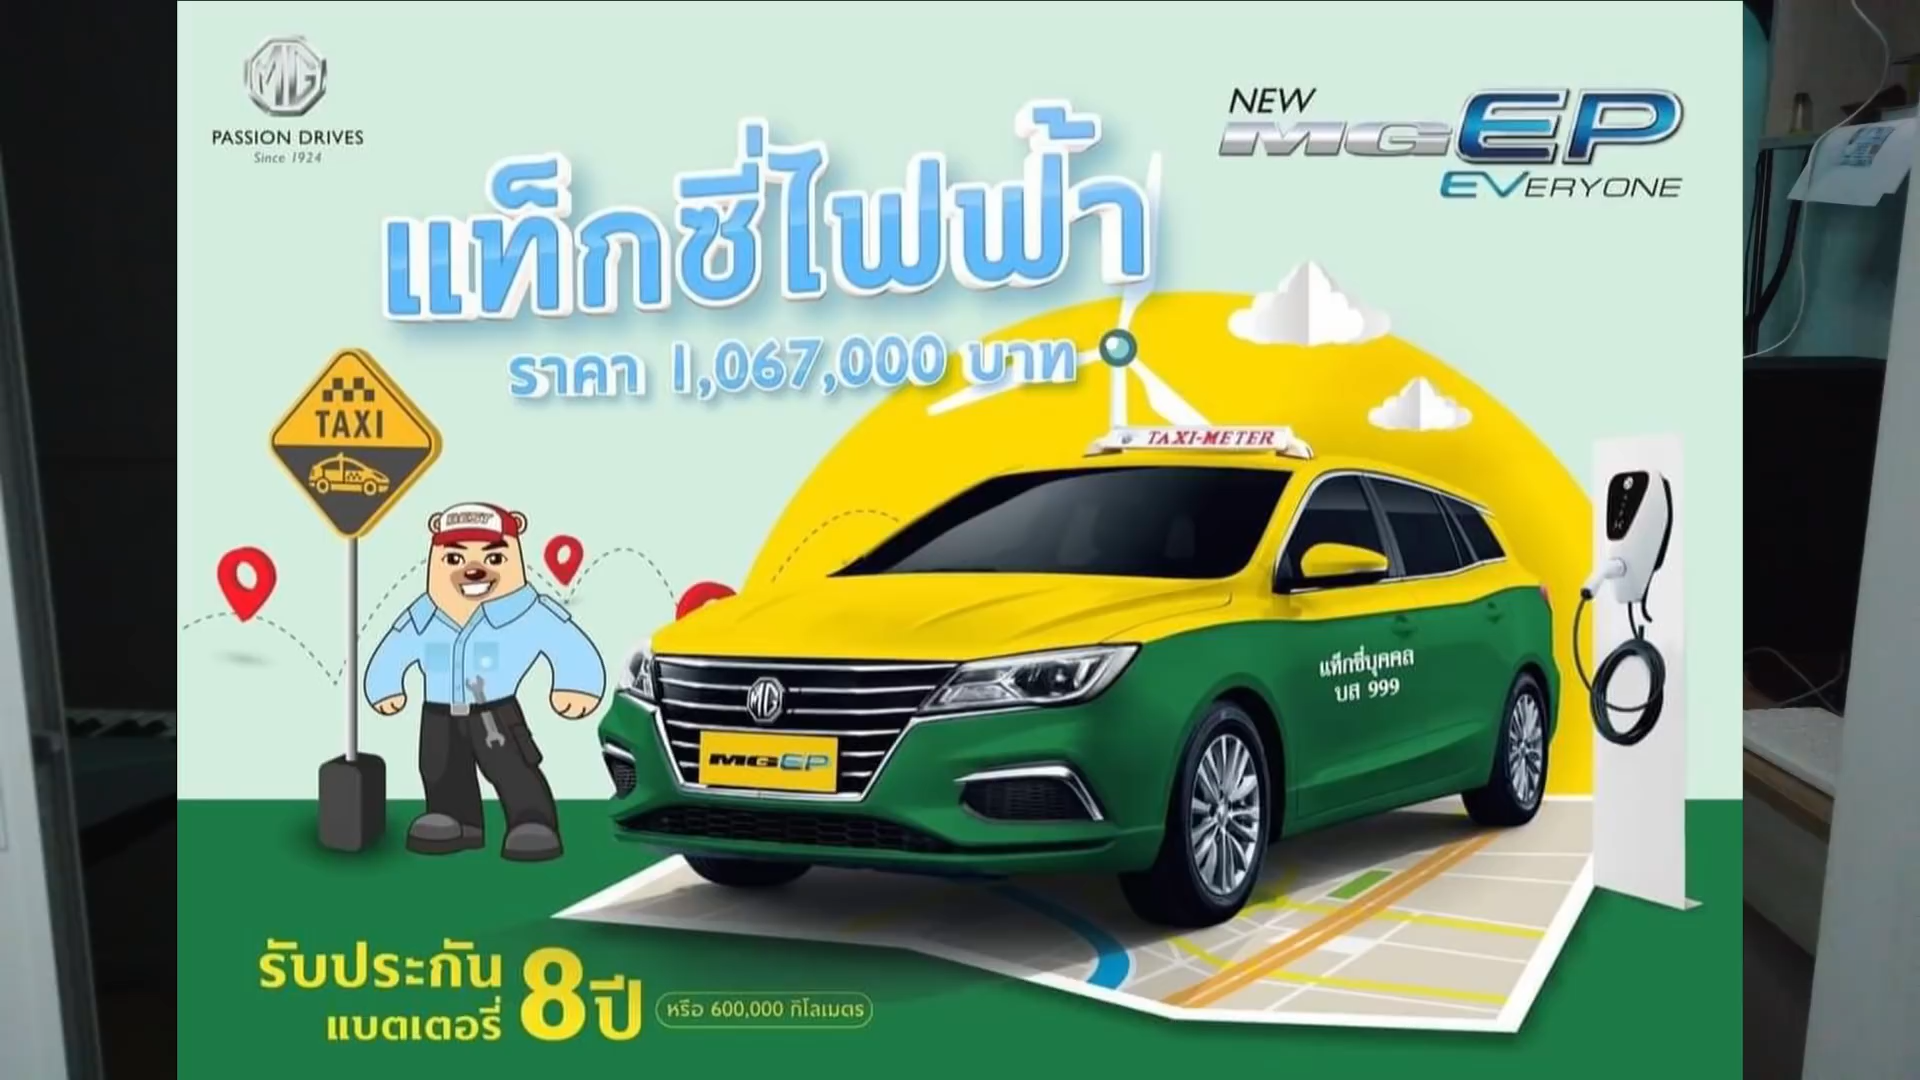 MG
PASSION DRIVES
Since 1924
NEW
MG EP
EVERYONE
แท็กซี่ไฟฟ้า
ราคา 1,067,000 บาท
TAXI
TAXI-METER
BEST
แท็กซี่บุคคล
บส 999
MG
MG EP
รับประกัน
แบตเตอรี่
8 ปี
หรือ 600,000 กิโลเมตร